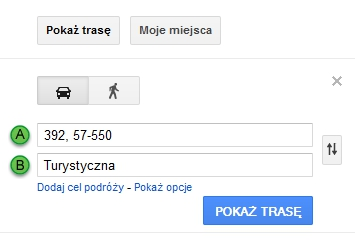 Pokaż trasę Moje miejsca
A 392, 57-550
B Turystyczna
Dodaj cel podróży - Pokaż opcje
POKAŻ TRASĘ